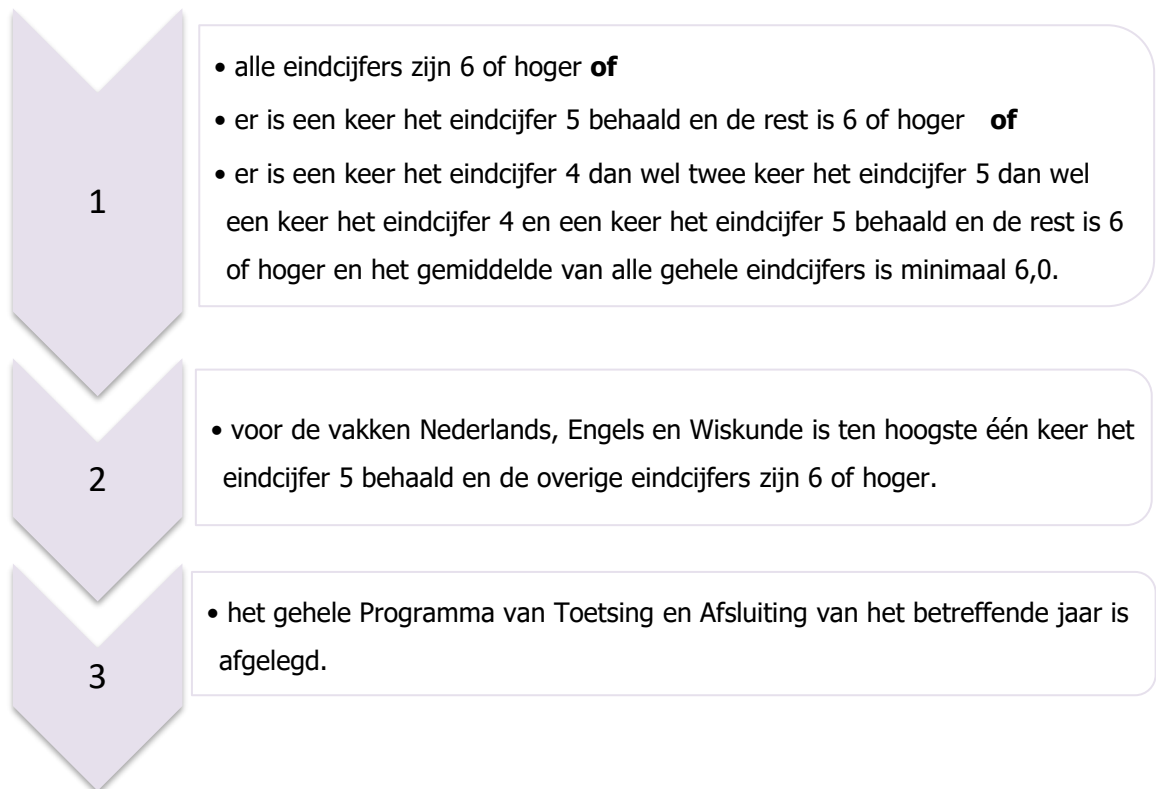 1
• alle eindcijfers zijn 6 of hoger of
• er is een keer het eindcijfer 5 behaald en de rest is 6 of hoger of
• er is een keer het eindcijfer 4 dan wel twee keer het eindcijfer 5 dan wel
een keer het eindcijfer 4 en een keer het eindcijfer 5 behaald en de rest is 6
of hoger en het gemiddelde van alle gehele eindcijfers is minimaal 6,0.
2
• voor de vakken Nederlands, Engels en Wiskunde is ten hoogste één keer het
eindcijfer 5 behaald en de overige eindcijfers zijn 6 of hoger.
3
• het gehele Programma van Toetsing en Afsluiting van het betreffende jaar is
afgelegd.